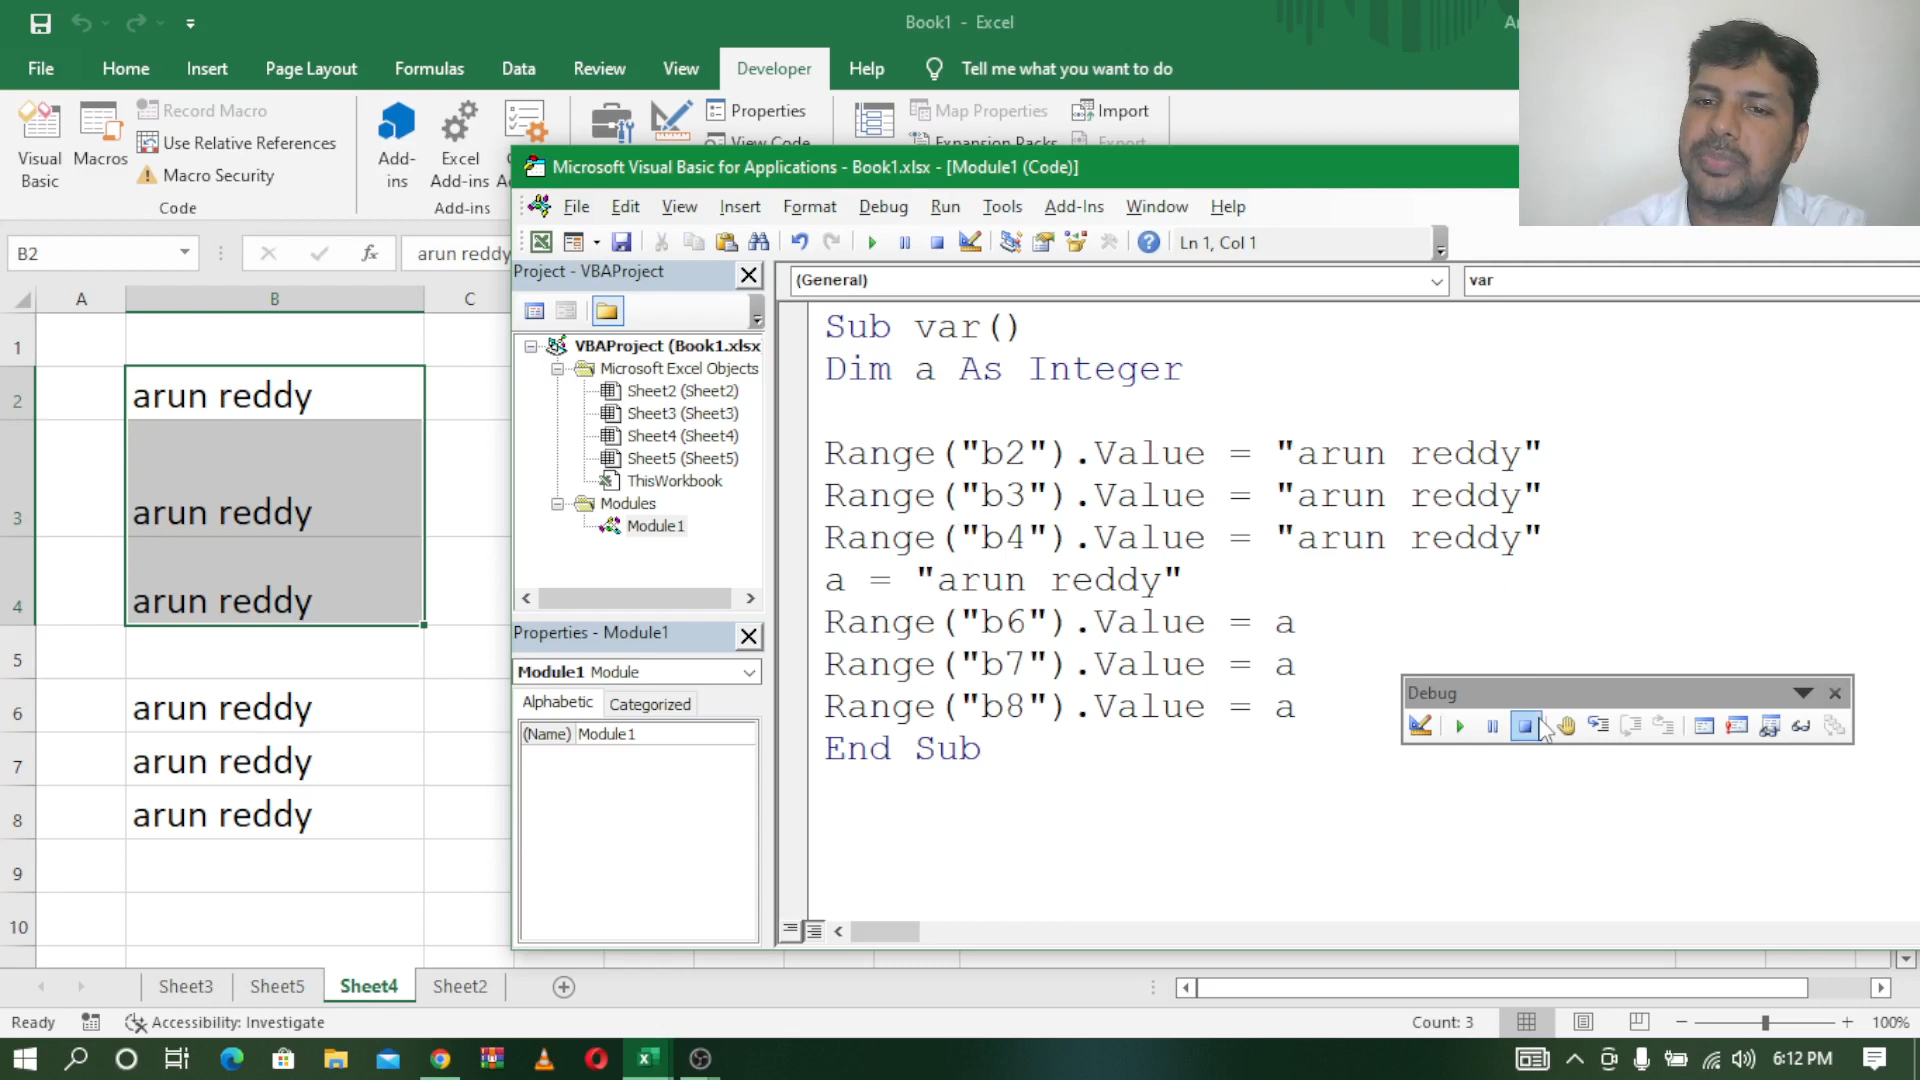 Book1 - Excel
File Home Insert Page Layout Formulas Data Review View Developer Help Tell me what you want to do
Visual Basic
Macros
Record Macro
Use Relative References
Macro Security
Code
Add-ins
Excel Add-ins
Add-ins
Properties
View Code
Map Properties
Expansion Packs
Import
Export
Microsoft Visual Basic for Applications - Book1.xlsx - [Module1 (Code)]
File Edit View Insert Format Debug Run Tools Add-Ins Window Help
Ln 1, Col 1
B2
fx
arun reddy
Project - VBAProject
VBAProject (Book1.xlsx
Microsoft Excel Objects
Sheet2 (Sheet2)
Sheet3 (Sheet3)
Sheet4 (Sheet4)
Sheet5 (Sheet5)
ThisWorkbook
Modules
Module1
Properties - Module1
Module1 Module
Alphabetic Categorized
(Name) Module1
(General)
var
Sub var()
Dim a As Integer
Range("b2").Value = "arun reddy"
Range("b3").Value = "arun reddy"
Range("b4").Value = "arun reddy"
a = "arun reddy"
Range("b6").Value = a
Range("b7").Value = a
Range("b8").Value = a
End Sub
Debug
A B C
1
2 arun reddy
3 arun reddy
4 arun reddy
5
6 arun reddy
7 arun reddy
8 arun reddy
9
10
Sheet3 Sheet5 Sheet4 Sheet2
Ready Accessibility: Investigate Count: 3 100%
6:12 PM